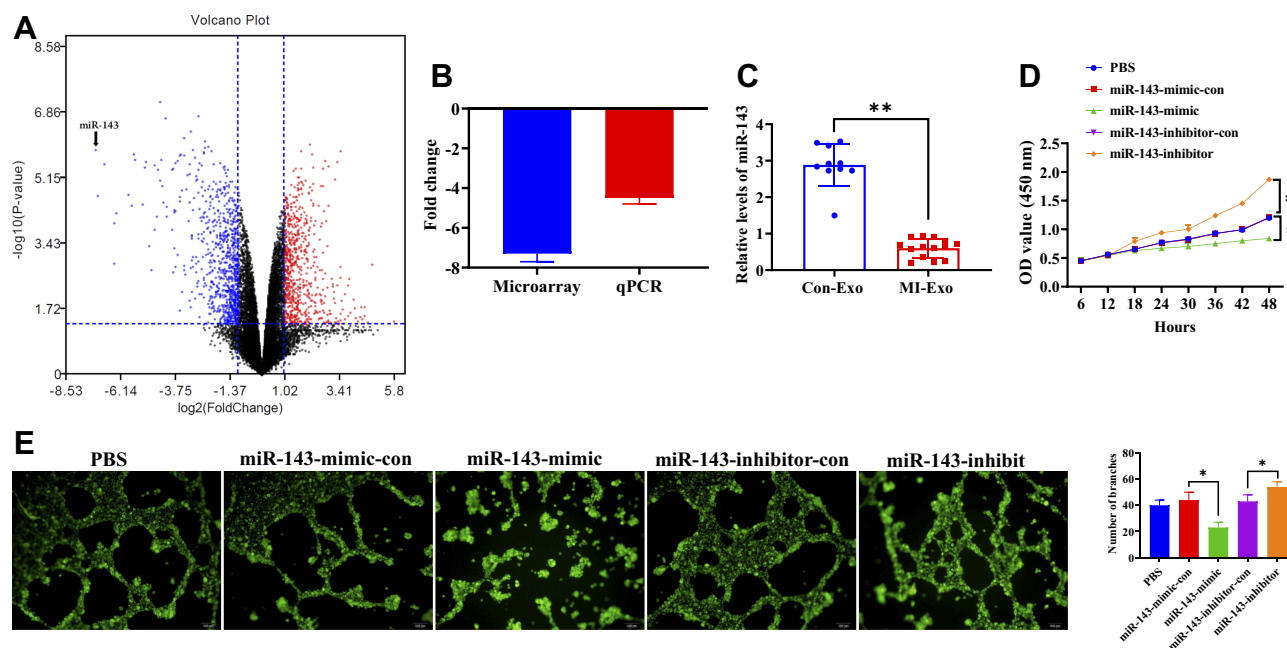 A
Volcano Plot
8.58
6.86
5.15
3.43
1.72
0
-log10(P-value)
miR-143
-8.53 -6.14 -3.75 -1.37 1.02 3.41 5.8
log2(FoldChange)
B
0
-2
-4
-6
-8
Fold change
Microarray qPCR
C
**
4
3
2
1
0
Relative levels of miR-143
Con-Exo MI-Exo
D
PBS
miR-143-mimic-con
miR-143-mimic
miR-143-inhibitor-con
miR-143-inhibitor
2.5
2.0
1.5
1.0
0.5
0.0
OD value (450 nm)
6 12 18 24 30 36 42 48
Hours
E
PBS miR-143-mimic-con miR-143-mimic miR-143-inhibitor-con miR-143-inhibit
80
60
40
20
0
Number of branches
* *
PBS
miR-143-mimic-con
miR-143-mimic
miR-143-inhibitor-con
miR-143-inhibitor